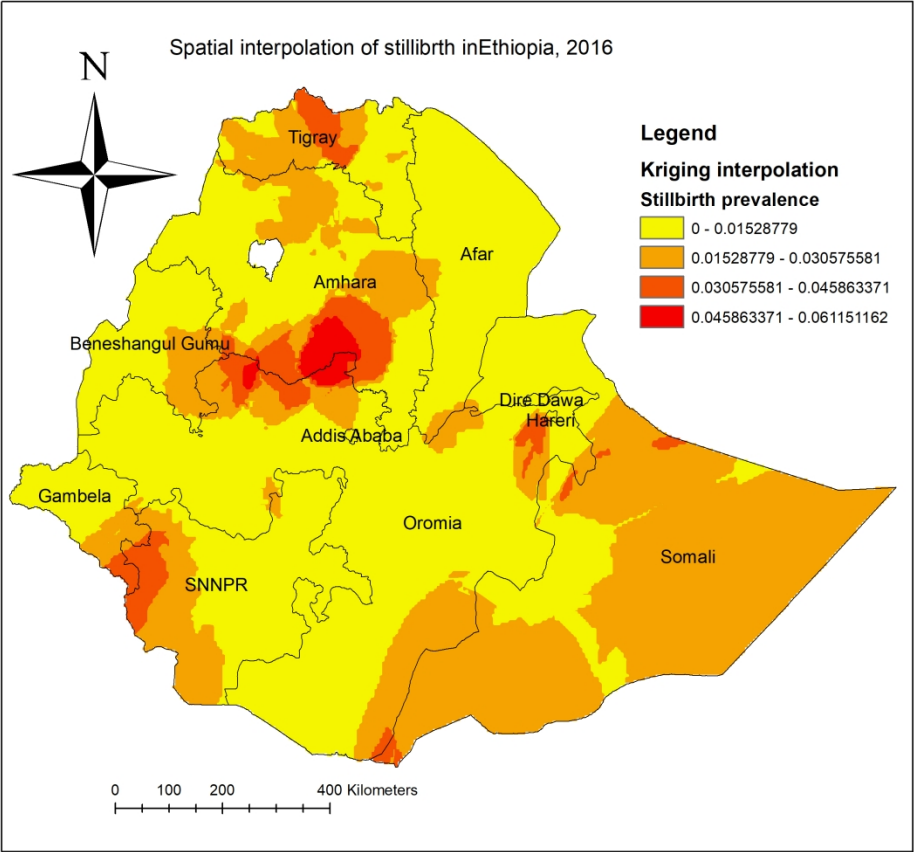 Spatial interpolation of stillibrth inEthiopia, 2016
N
Legend
Kriging interpolation
Stillbirth prevalence
0 - 0.01528779
0.01528779 - 0.030575581
0.030575581 - 0.045863371
0.045863371 - 0.061151162
Tigray
Afar
Amhara
Beneshangul Gumu
Dire Dawa
Hareri
Addis Ababa
Gambela
Oromia
Somali
SNNPR
0 100 200 400 Kilometers